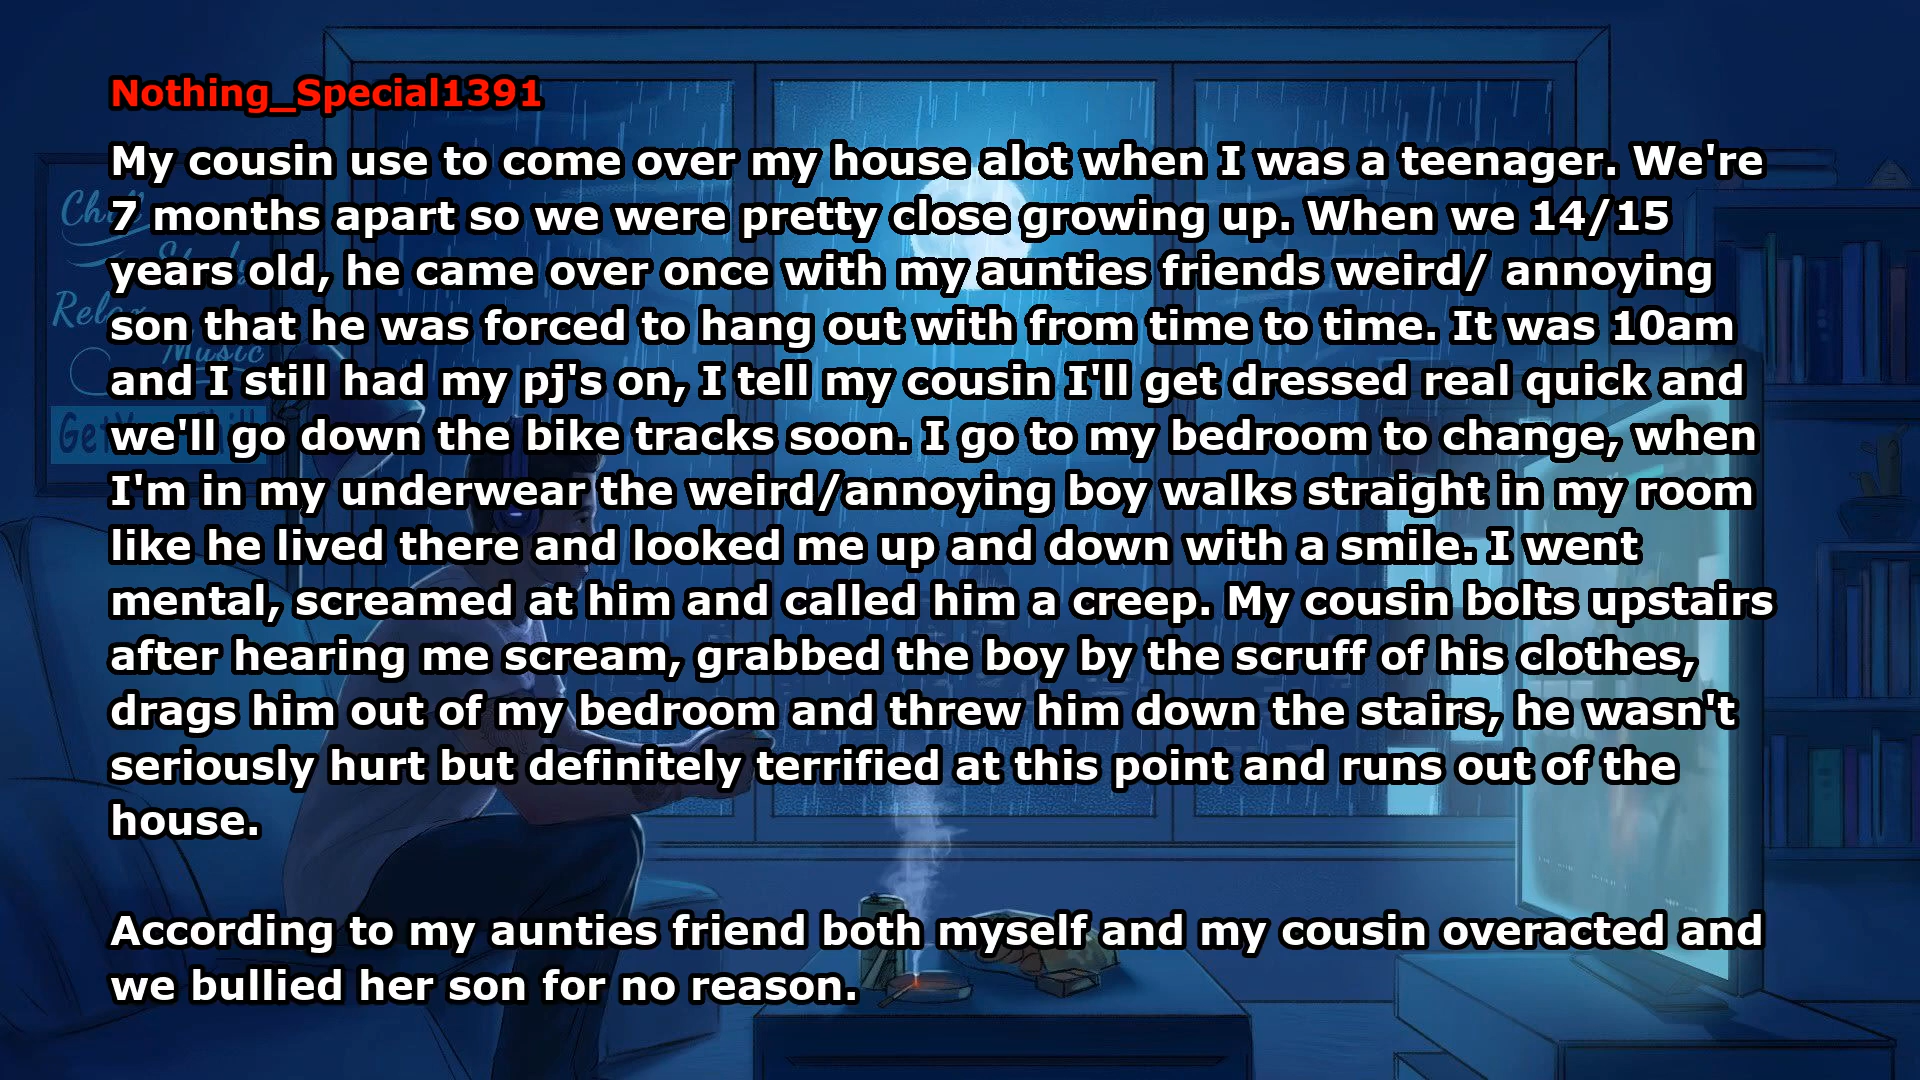 Nothing_Special1391
My cousin use to come over my house alot when I was a teenager. We're
7 months apart so we were pretty close growing up. When we 14/15
years old, he came over once with my aunties friends weird/ annoying
son that he was forced to hang out with from time to time. It was 10am
and I still had my pj's on, I tell my cousin I'll get dressed real quick and
we'll go down the bike tracks soon. I go to my bedroom to change, when
I'm in my underwear the weird/annoying boy walks straight in my room
like he lived there and looked me up and down with a smile. I went
mental, screamed at him and called him a creep. My cousin bolts upstairs
after hearing me scream, grabbed the boy by the scruff of his clothes,
drags him out of my bedroom and threw him down the stairs, he wasn't
seriously hurt but definitely terrified at this point and runs out of the
house.
According to my aunties friend both myself and my cousin overacted and
we bullied her son for no reason.
Relax
Music